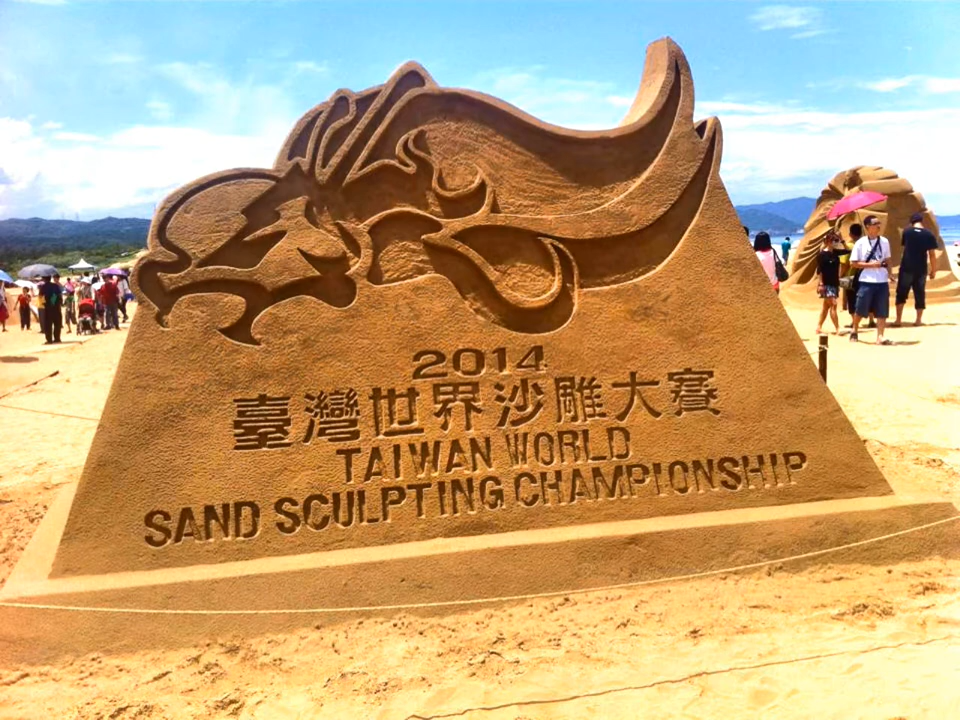 2014
臺灣世界沙雕大賽
TAIWAN WORLD
SAND SCULPTING CHAMPIONSHIP